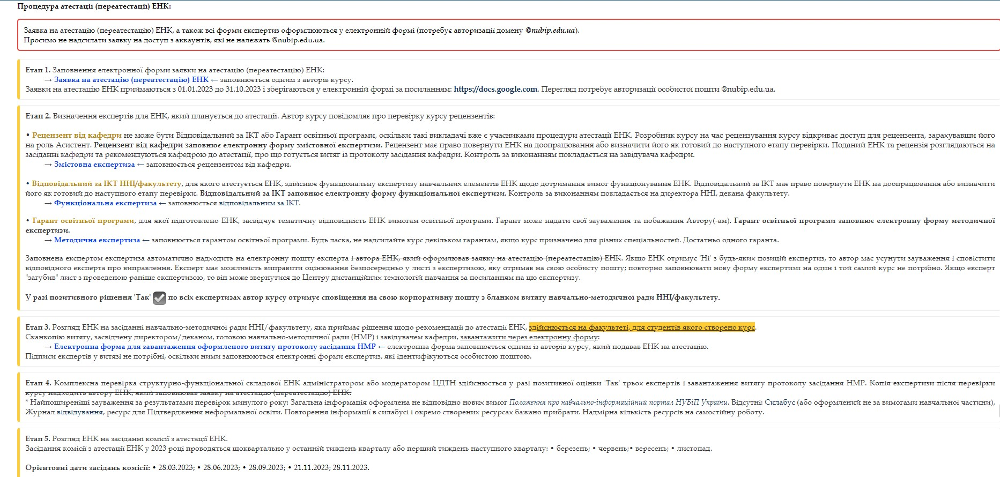 Процедура атестації (переатестації) ЕНК:
Заявка на атестацію (переатестацію) ЕНК, а також всі форми експертиз оформлюються у електронній формі (потребує авторизації домену @nubip.edu.ua).
Просимо не надсилати заявку на доступ з аккаунтів, які не належать @nubip.edu.ua.
Етап 1. Заповнення електронної форми заявки на атестацію (переатестацію) ЕНК:
→ Заявка на атестацію (переатестацію) ЕНК ← заповнюється одним з авторів курсу.
Заявки на атестацію ЕНК приймаються з 01.01.2023 до 31.10.2023 і зберігаються у електронній формі за посиланням: https://docs.google.com. Перегляд потребує авторизації особистої пошти @nubip.edu.ua.
Етап 2. Визначення експертів для ЕНК, який планується до атестації. Автор курсу повідомляє про перевірку курсу рецензентів:
• Рецензент від кафедри не може бути Відповідальний за ІКТ або Гарант освітньої програми, оскільки такі викладачі вже є учасниками процедури атестації ЕНК. Розробник курсу на час рецензування курсу відкриває доступ для рецензента, зарахувавши його
на роль Асистент. Рецензент від кафедри заповнює електронну форму змістовної експертизи. Рецензент має право повернути ЕНК на доопрацювання або визначити його як готовий до наступного етапу перевірки. Поданий ЕНК та рецензія розглядаються на
засіданні кафедри та рекомендуються кафедрою до атестації, про що готується витяг із протоколу засідання кафедри. Контроль за виконанням покладається на завідувача кафедри.
→ Змістовна експертиза ← заповнюється рецензентом від кафедри.
• Відповідальний за ІКТ ННІ/факультету, для якого атестується ЕНК, здійснює функціональну експертизу навчальних елементів ЕНК щодо дотримання вимог функціонування ЕНК. Відповідальний за ІКТ має право повернути ЕНК на доопрацювання або визначити
його як готовий до наступного етапу перевірки. Відповідальний за ІКТ заповнює електронну форму функціональної експертизи. Контроль за виконанням покладається на директора ННІ, декана факультету.
→ Функціональна експертиза ← заповнюється відповідальним за ІКТ.
• Гарант освітньої програми, для якої підготовлено ЕНК, засвідчує тематичну відповідність ЕНК вимогам освітньої програми. Гарант може надати свої зауваження та побажання Автору(-ам). Гарант освітньої програми заповнює електронну форму методичної
експертизи.
→ Методична експертиза ← заповнюється гарантом освітньої програми. Будь ласка, не надсилайте курс декільком гарантам, якщо курс призначено для різних спеціальностей. Достатньо одного гаранта.
Заповнена експертом експертиза автоматично надходить на електронну пошту експерта і автора ЕНК, який оформлював заявку на атестацію (переатестацію) ЕНК. Якщо ЕНК отримує 'Ні' з будь-яких позицій експертиз, то автор має усунути зауваження і сповістити
відповідного експерта про виправлення. Експерт має можливість виправити оцінювання безпосередньо у листі з експертизою, яку отримав на свою особисту пошту; повторно заповнювати нову форму експертизи на один і той самий курс не потрібно. Якщо експерт
"загубив" лист з проведеною раніше експертизою, то він може звернутися до Центру дистанційних технологій навчання за посиланням на цю експертизу.
У разі позитивного рішення 'Так' по всіх експертизах автор курсу отримує сповіщення на свою корпоративну пошту з бланком витягу навчально-методичної ради ННІ/факультету.
Етап 3. Розгляд ЕНК на засіданні навчально-методичної ради ННІ/факультету, яка приймає рішення щодо рекомендації до атестації ЕНК, здійснюється на факультеті, для студентів якого створено курс.
Сканкопію витягу, засвідчену директором/деканом, головою навчально-методичної ради (НМР) і завідувачем кафедри, завантажити через електронну форму:
→ Електронна форма для завантаження оформленого витягу протоколу засідання НМР ← електронна форма заповнюється одним із авторів курсу, який подавав ЕНК на атестацію.
Підписи експертів у витязі не потрібні, оскільки ними заповнюються електронні форми експертиз, які ідентифікуються особистою поштою.
Етап 4. Комплексна перевірка структурно-функціональної складової ЕНК адміністратором або модератором ЦДТН здійснюється у разі позитивної оцінки 'Так' трьох експертів і завантаження витягу протоколу засідання НМР. Копія експертизи після перевірки
курсу надходить автору ЕНК, який заповнював заявку на атестацію (переатестацію) ЕНК.
* Найпоширеніші зауваження за результатами перевірок минулого року: Загальна інформація оформлена не відповідно нових вимог Положення про навчально-інформаційний портал НУБіП України. Відсутні: Силабус (або оформлений не за вимогами навчальної частини),
Журнал відвідування, ресурс для Підтвердження неформальної освіти. Повторення інформації в силабусі і окремо створених ресурсах бажано прибрати. Надмірна кількість ресурсів на самостійну роботу.
Етап 5. Розгляд ЕНК на засіданні комісії з атестації ЕНК.
Засідання комісії з атестації ЕНК у 2023 році проводяться щоквартально у останній тиждень кварталу або перший тиждень наступного кварталу: • березень; • червень;• вересень; • листопад.
Орієнтовні дати засідань комісії: • 28.03.2023; • 28.06.2023; • 28.09.2023; • 21.11.2023; 28.11.2023.